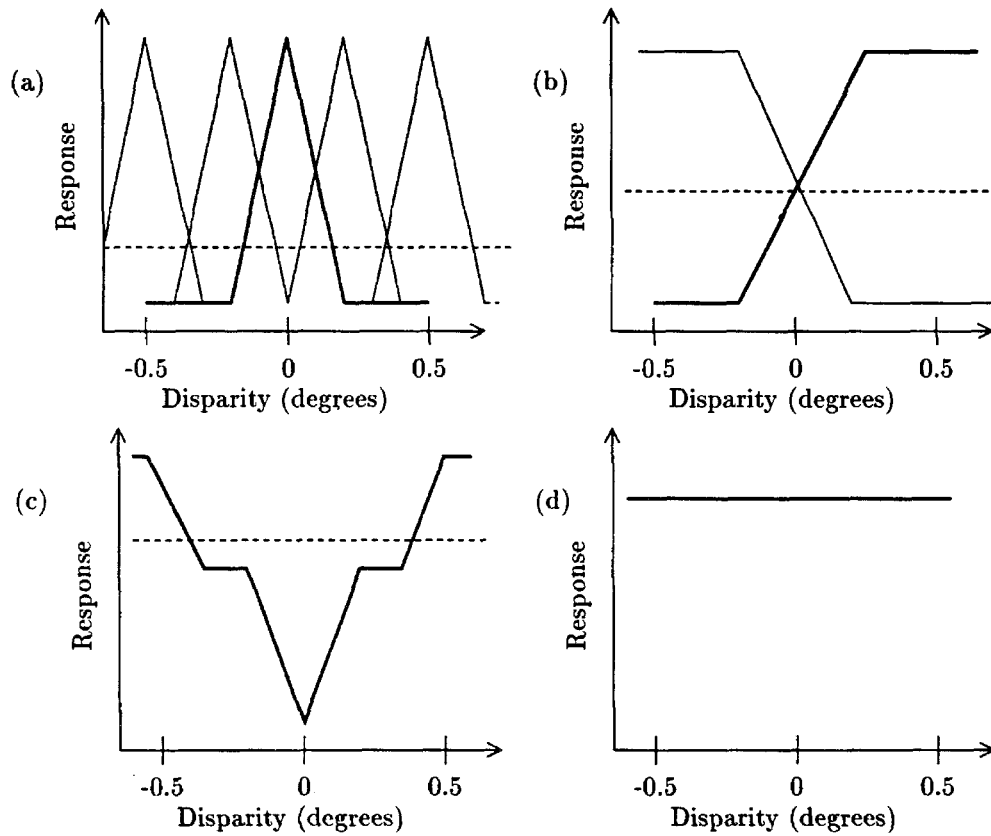 (a)
Response
-0.5 0 0.5
Disparity (degrees)
(b)
Response
-0.5 0 0.5
Disparity (degrees)
(c)
Response
-0.5 0 0.5
Disparity (degrees)
(d)
Response
-0.5 0 0.5
Disparity (degrees)